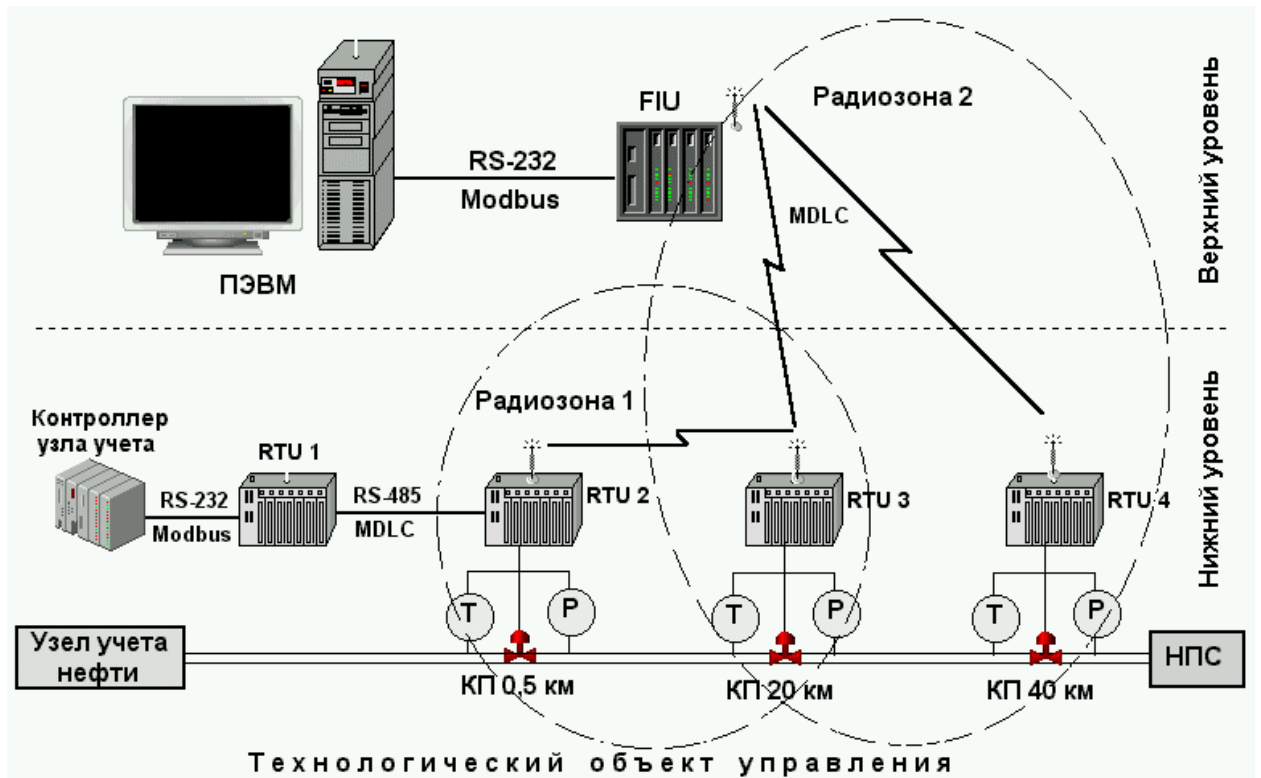 FIU
Радиозона 2
Верхний уровень
RS-232
Modbus
MDLC
ПЭВМ
Радиозона 1
Нижний уровень
Контроллер
узла учета
RTU 1
RS-232
Modbus
RS-485
MDLC
RTU 2
RTU 3
RTU 4
T
P
T
P
T
P
Узел учета
нефти
НПС
КП 0,5 км
КП 20 км
КП 40 км
Технологический объект управления